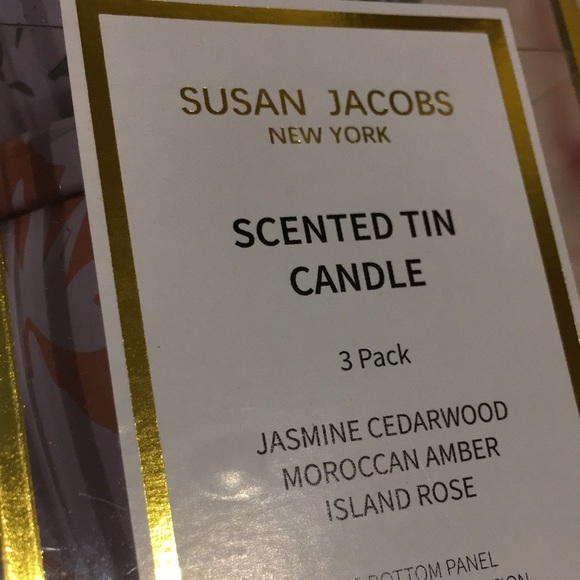 SUSAN JACOBS
NEW YORK
SCENTED TIN
CANDLE
3 Pack
JASMINE CEDARWOOD
MOROCCAN AMBER
ISLAND ROSE
BOTTOM PANEL